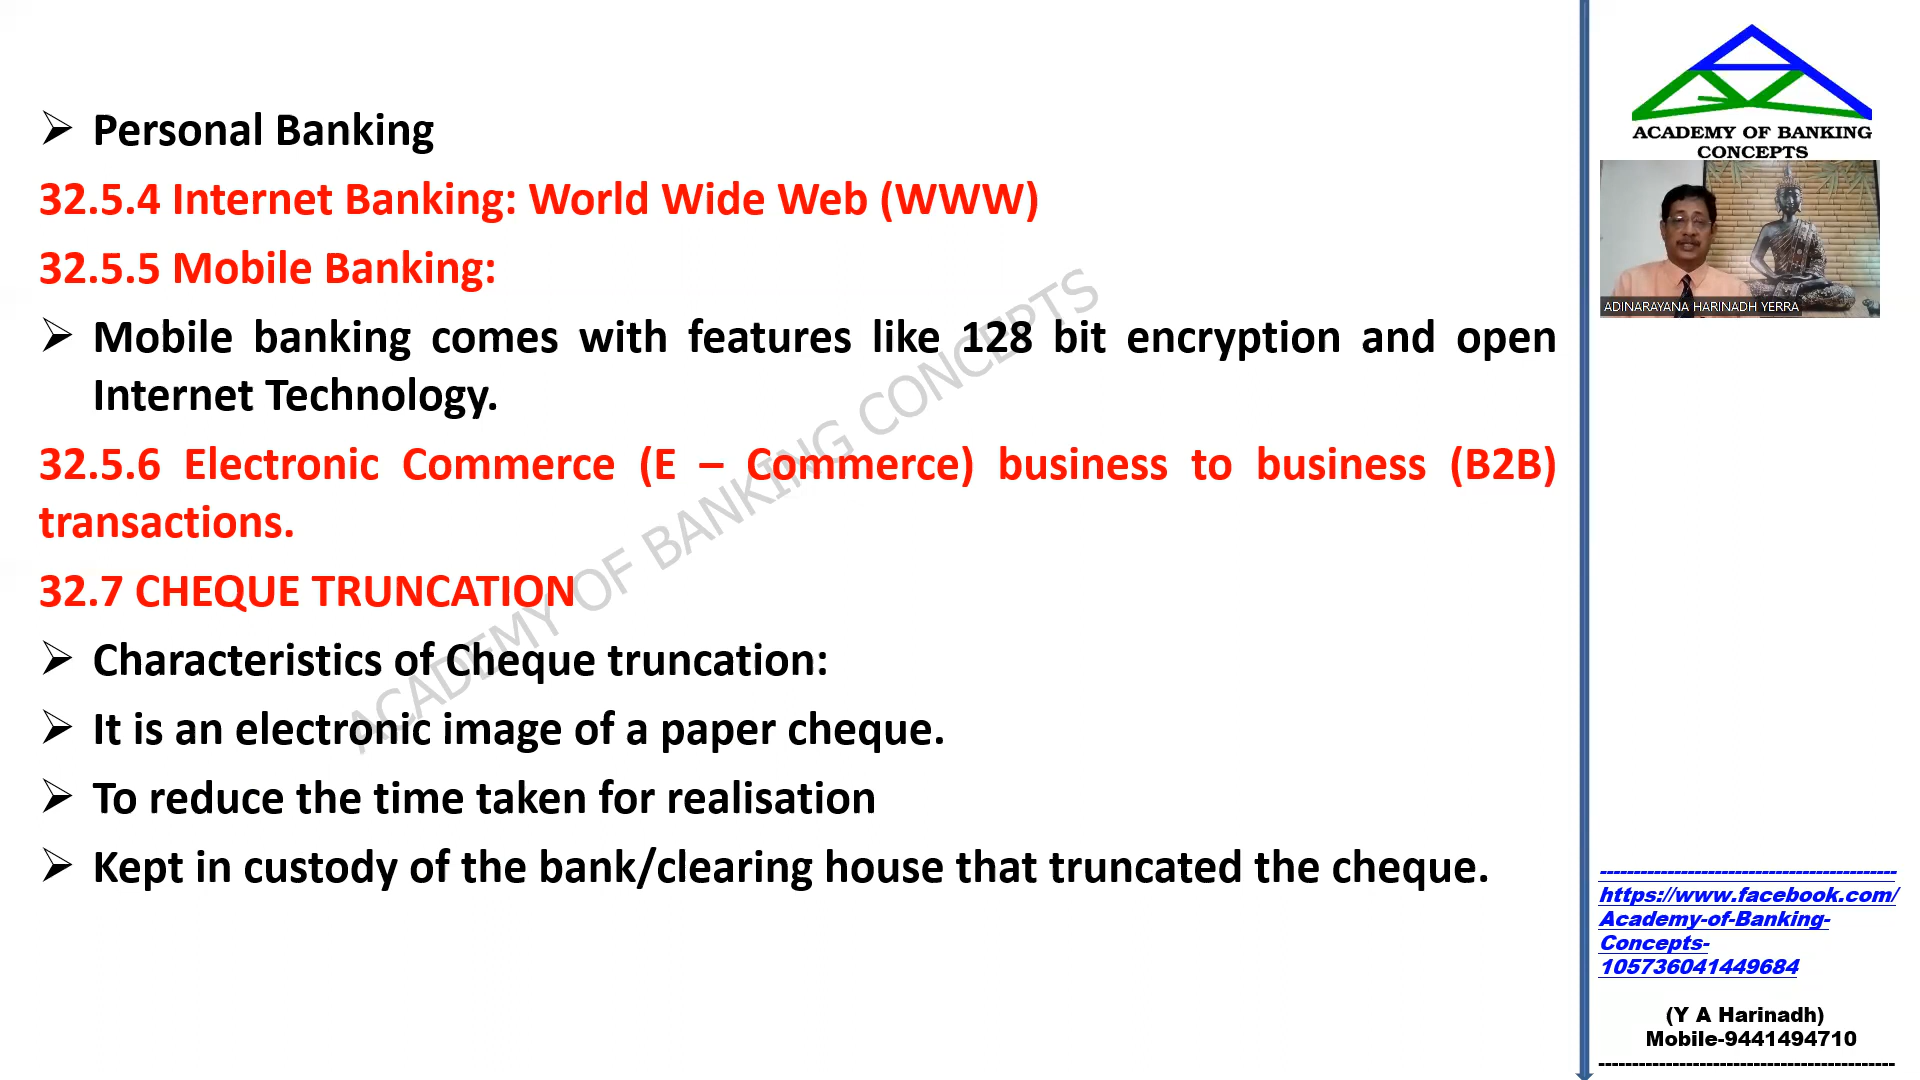 Personal Banking
32.5.4 Internet Banking: World Wide Web (WWW)
32.5.5 Mobile Banking:
Mobile banking comes with features like 128 bit encryption and open
Internet Technology.
32.5.6 Electronic Commerce (E – Commerce) business to business (B2B)
transactions.
32.7 CHEQUE TRUNCATION
Characteristics of Cheque truncation:
It is an electronic image of a paper cheque.
To reduce the time taken for realisation
Kept in custody of the bank/clearing house that truncated the cheque.
ACADEMY OF BANKING CONCEPTS
ACADEMY OF BANKING
CONCEPTS
ADINARAYANA HARINADH YERRA
https://www.facebook.com/
Academy-of-Banking-
Concepts-
105736041449684
(Y A Harinadh)
Mobile-9441494710